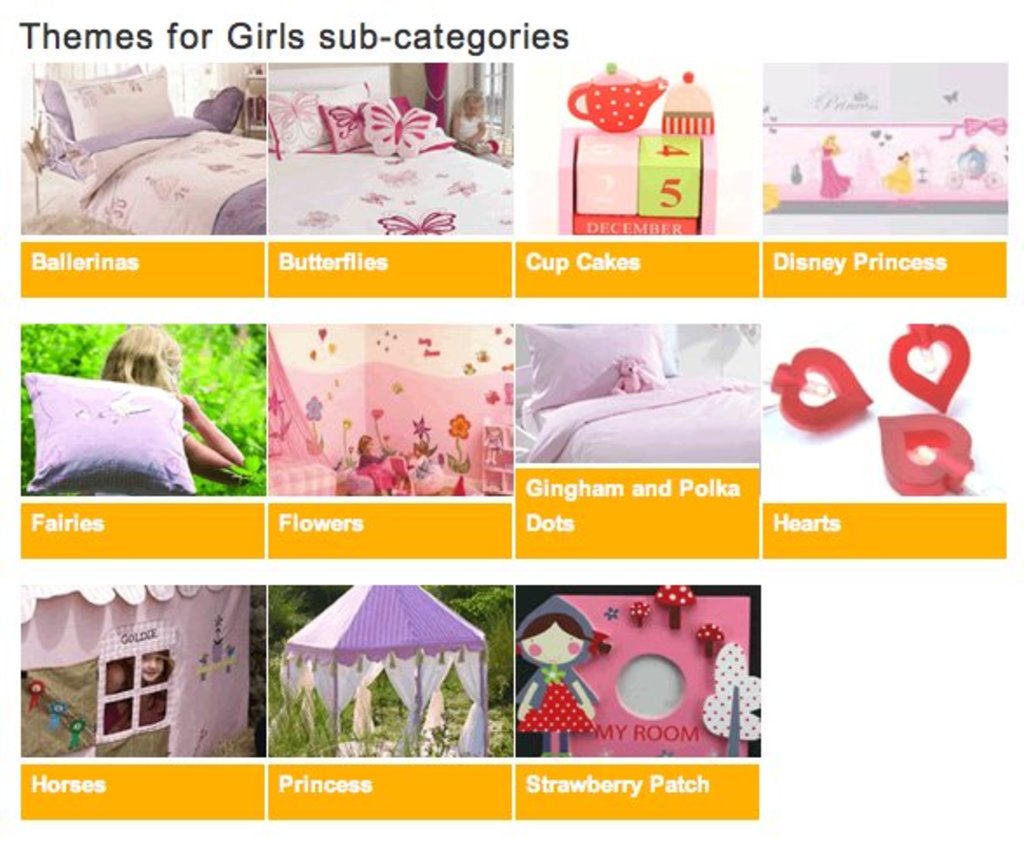 Themes for Girls sub-categories
Princess
2
4
5
DECEMBER
Ballerinas
Butterflies
Cup Cakes
Disney Princess
Fairies
Flowers
Gingham and Polka
Dots
Hearts
GOLDIE
MY ROOM
Horses
Princess
Strawberry Patch